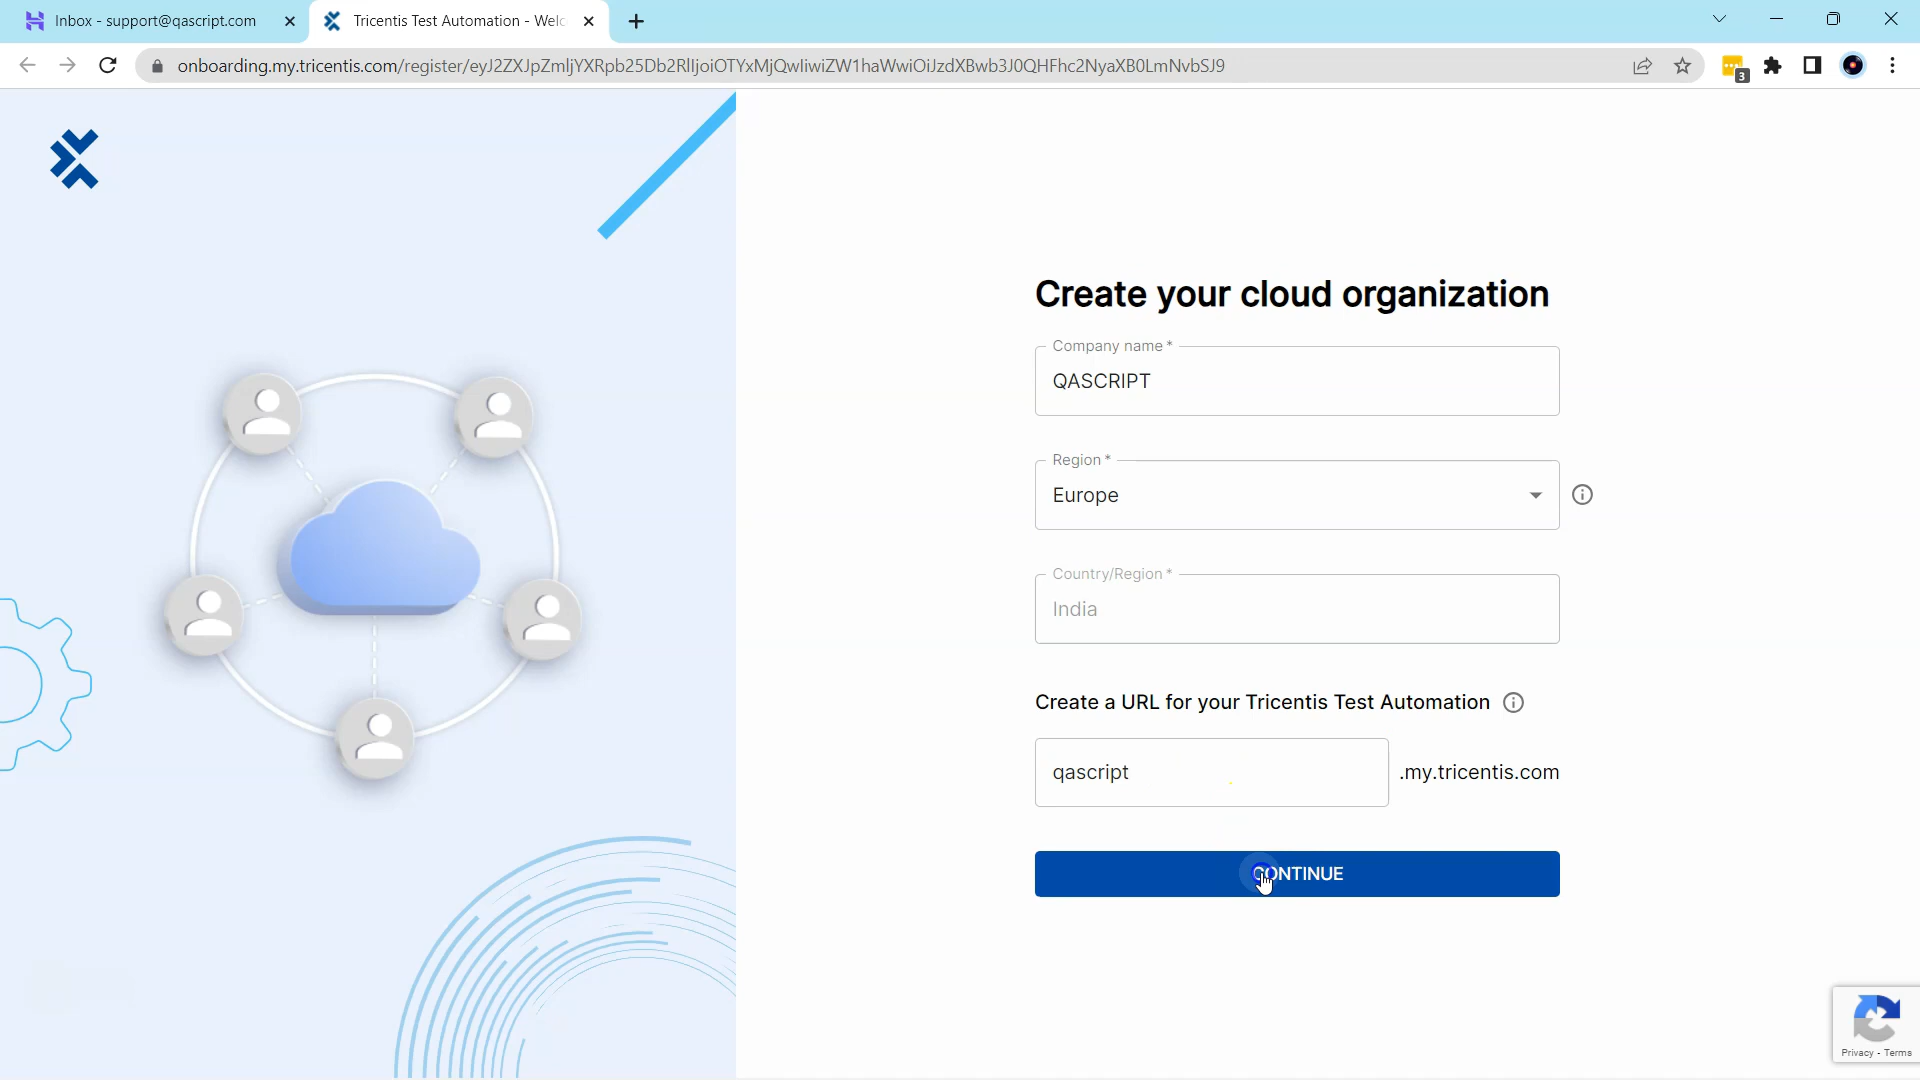 Inbox - support@qascript.com
Tricentis Test Automation - Welc
onboarding.my.tricentis.com/register/eyJ2ZXJpZmljYXRpb25Db2RlIjoiOTYxMjQwIiwiZW1haWwiOiJzdXBwb3J0QHFhc2NyaXB0LmNvbSJ9
3
Create your cloud organization
Company name *
QASCRIPT
Region *
Europe
Country/Region *
India
Create a URL for your Tricentis Test Automation
qascript
.my.tricentis.com
CONTINUE
Privacy - Terms